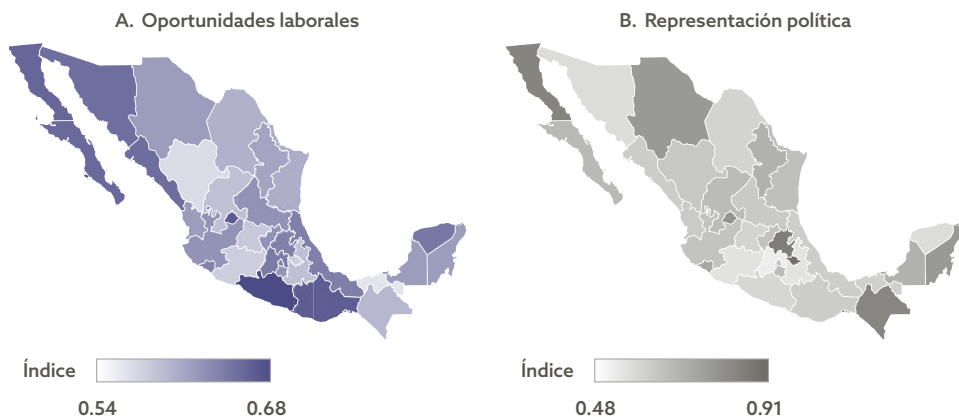 A. Oportunidades laborales
B. Representación política
Índice
0.54 0.68
Índice
0.48 0.91